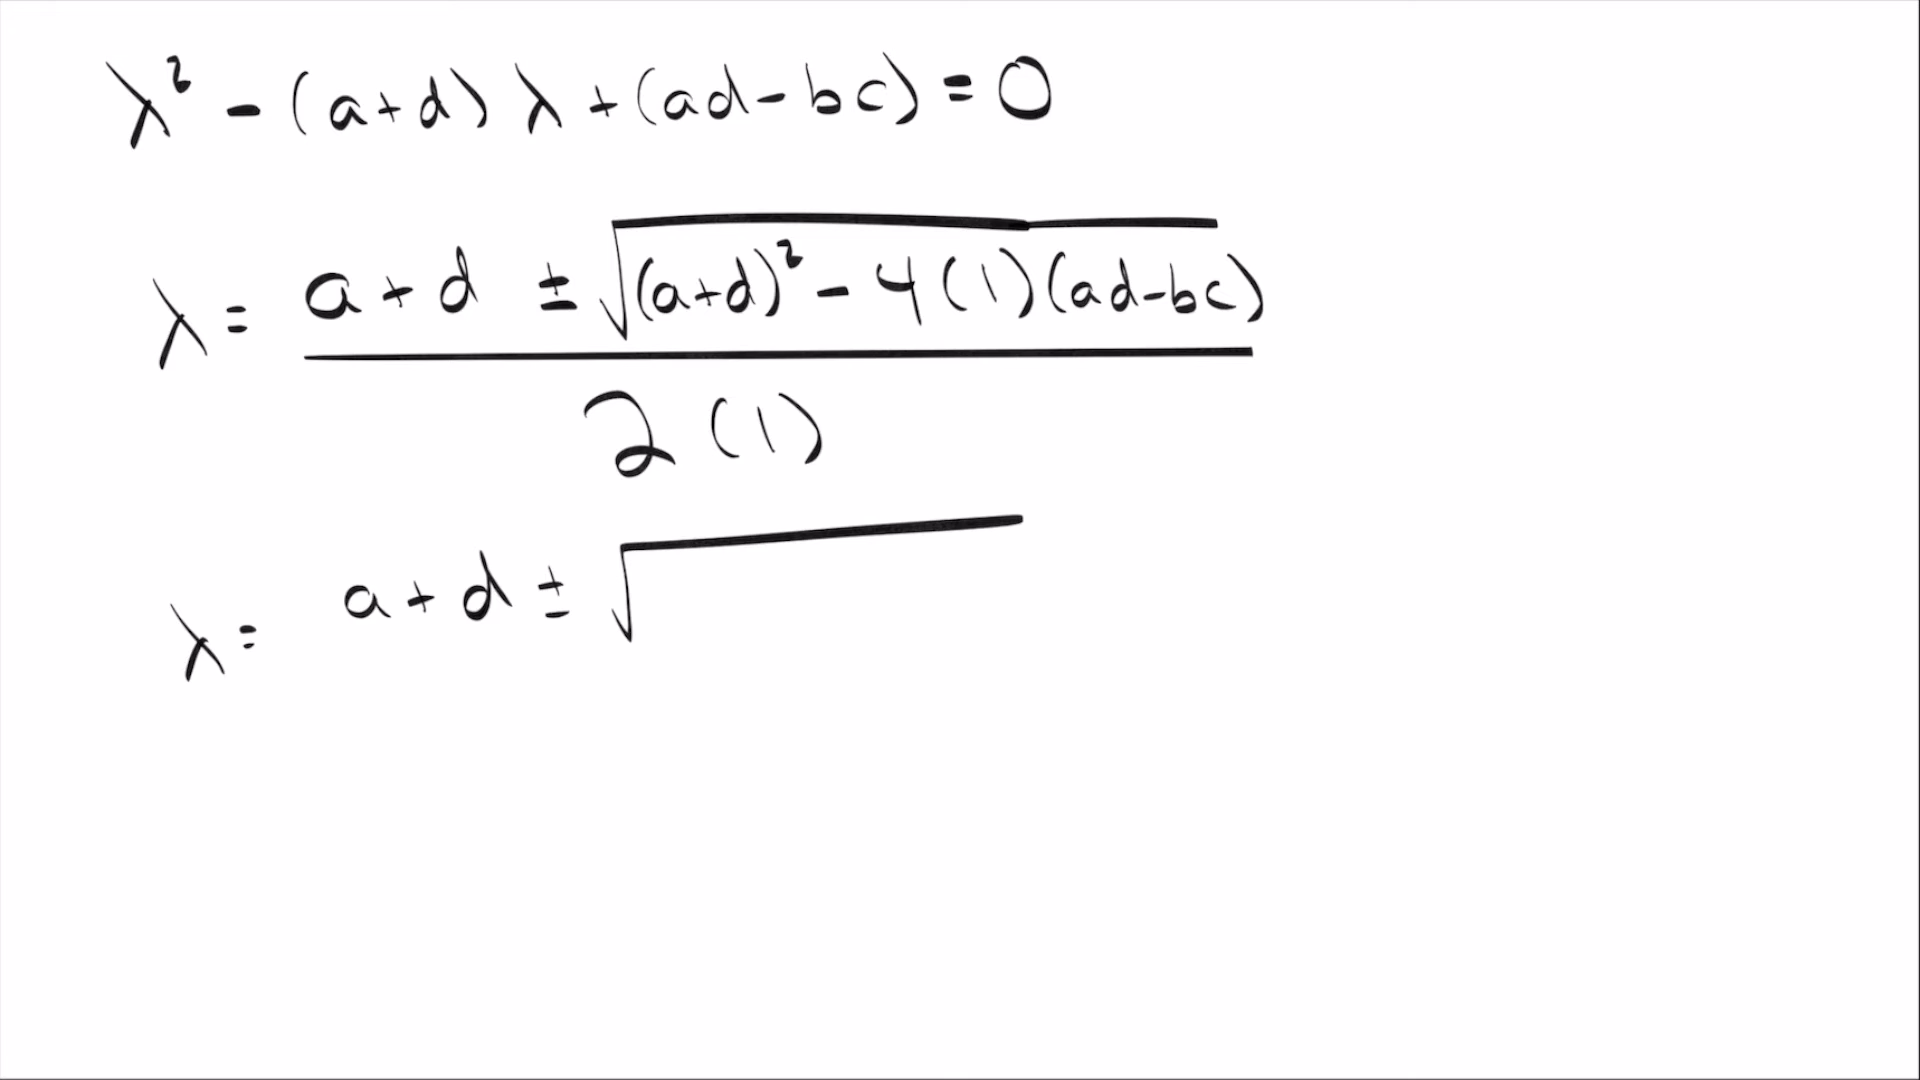 λ² - (a+d) λ + (ad-bc) = 0
λ = a + d ± √(a+d)² - 4(1)(ad-bc)
2(1)
λ = a + d ± √